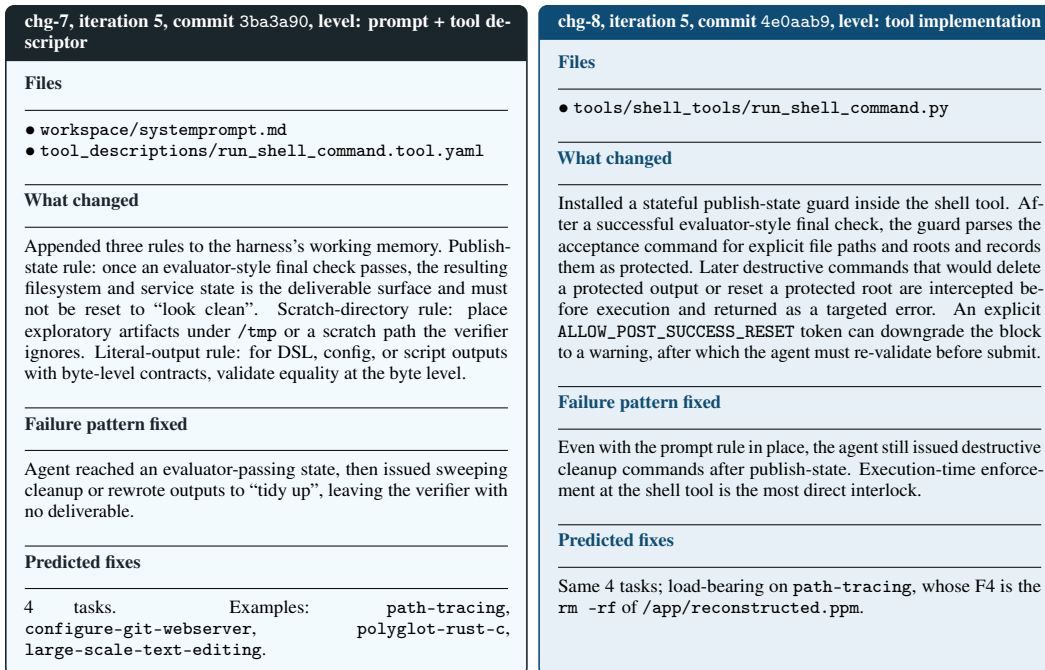 chg-7, iteration 5, commit 3ba3a90, level: prompt + tool de-
scriptor
Files
• workspace/systemprompt.md
• tool_descriptions/run_shell_command.tool.yaml
What changed
Appended three rules to the harness's working memory. Publish-
state rule: once an evaluator-style final check passes, the resulting
filesystem and service state is the deliverable surface and must
not be reset to “look clean”. Scratch-directory rule: place
exploratory artifacts under /tmp or a scratch path the verifier
ignores. Literal-output rule: for DSL, config, or script outputs
with byte-level contracts, validate equality at the byte level.
Failure pattern fixed
Agent reached an evaluator-passing state, then issued sweeping
cleanup or rewrote outputs to “tidy up”, leaving the verifier with
no deliverable.
Predicted fixes
4 tasks. Examples: path-tracing,
configure-git-webserver, polyglot-rust-c,
large-scale-text-editing.
chg-8, iteration 5, commit 4e0aab9, level: tool implementation
Files
• tools/shell_tools/run_shell_command.py
What changed
Installed a stateful publish-state guard inside the shell tool. Af-
ter a successful evaluator-style final check, the guard parses the
acceptance command for explicit file paths and roots and records
them as protected. Later destructive commands that would delete
a protected output or reset a protected root are intercepted be-
fore execution and returned as a targeted error. An explicit
ALLOW_POST_SUCCESS_RESET token can downgrade the block
to a warning, after which the agent must re-validate before submit.
Failure pattern fixed
Even with the prompt rule in place, the agent still issued destructive
cleanup commands after publish-state. Execution-time enforce-
ment at the shell tool is the most direct interlock.
Predicted fixes
Same 4 tasks; load-bearing on path-tracing, whose F4 is the
rm -rf of /app/reconstructed.ppm.